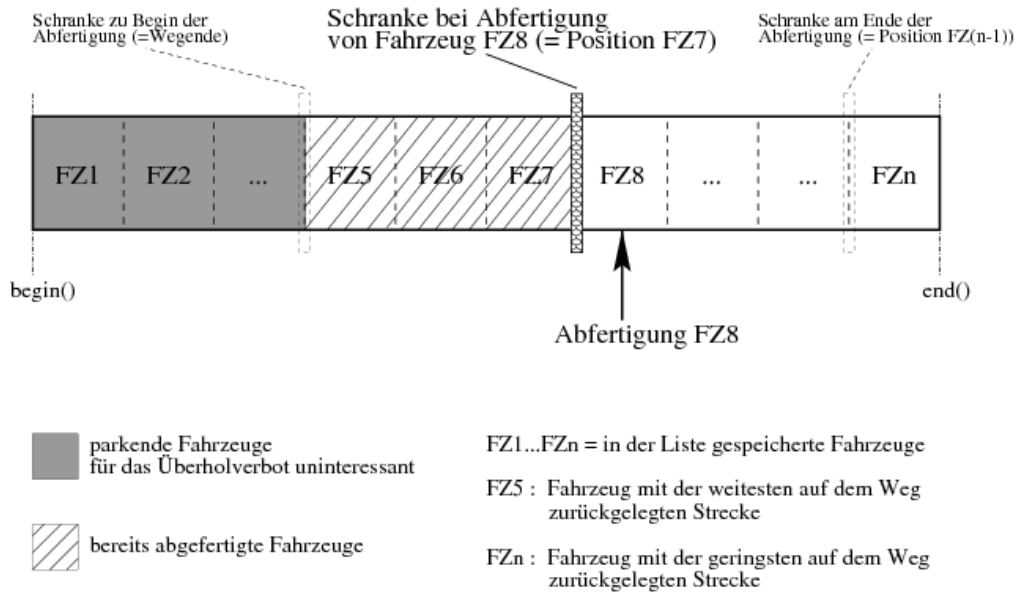 Schranke zu Begin der
Abfertigung (=Wegende)
Schranke bei Abfertigung
von Fahrzeug FZ8 (= Position FZ7)
Schranke am Ende der
Abfertigung (= Position FZ(n-1))
FZ1 FZ2 ... FZ5 FZ6 FZ7 FZ8 ... ... FZn
begin()
end()
Abfertigung FZ8
parkende Fahrzeuge
für das Überholverbot uninteressant
bereits abgefertigte Fahrzeuge
FZ1...FZn = in der Liste gespeicherte Fahrzeuge
FZ5 : Fahrzeug mit der weitesten auf dem Weg
zurückgelegten Strecke
FZn : Fahrzeug mit der geringsten auf dem Weg
zurückgelegten Strecke